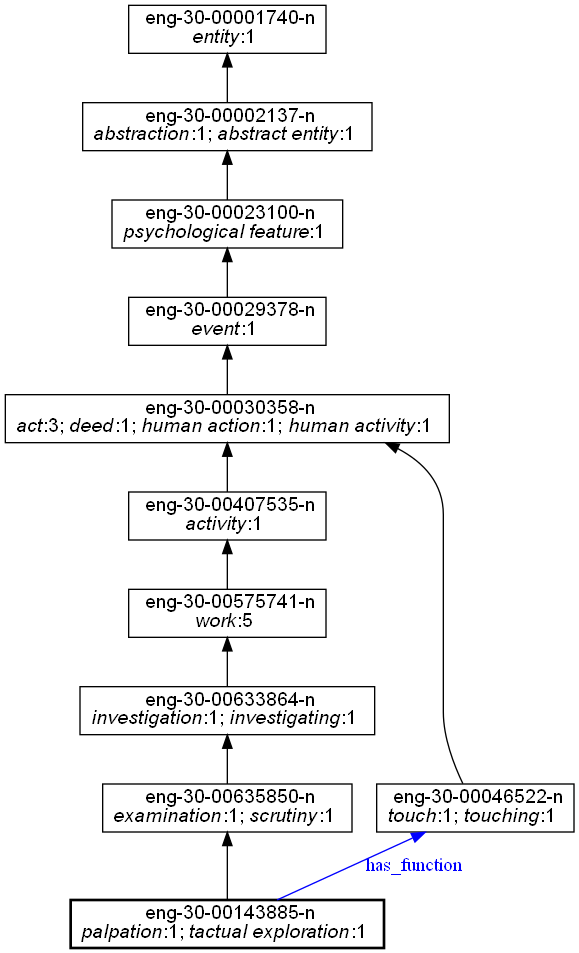 eng-30-00001740-n
entity:1
eng-30-00002137-n
abstraction:1; abstract entity:1
eng-30-00023100-n
psychological feature:1
eng-30-00029378-n
event:1
eng-30-00030358-n
act:3; deed:1; human action:1; human activity:1
eng-30-00407535-n
activity:1
eng-30-00575741-n
work:5
eng-30-00633864-n
investigation:1; investigating:1
eng-30-00635850-n
examination:1; scrutiny:1
eng-30-00046522-n
touch:1; touching:1
has_function
eng-30-00143885-n
palpation:1; tactual exploration:1